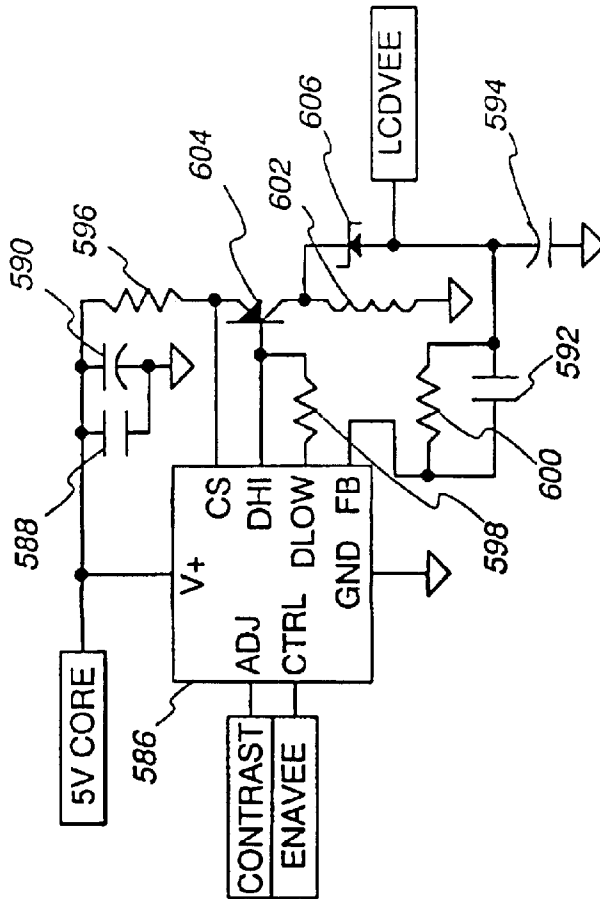 5V CORE
588
590
596
604
606
602
LCDVEE
594
V+
CS
DHI
DLOW
FB
GND
ADJ
CTRL
586
CONTRAST
ENAVEE
598
600
592